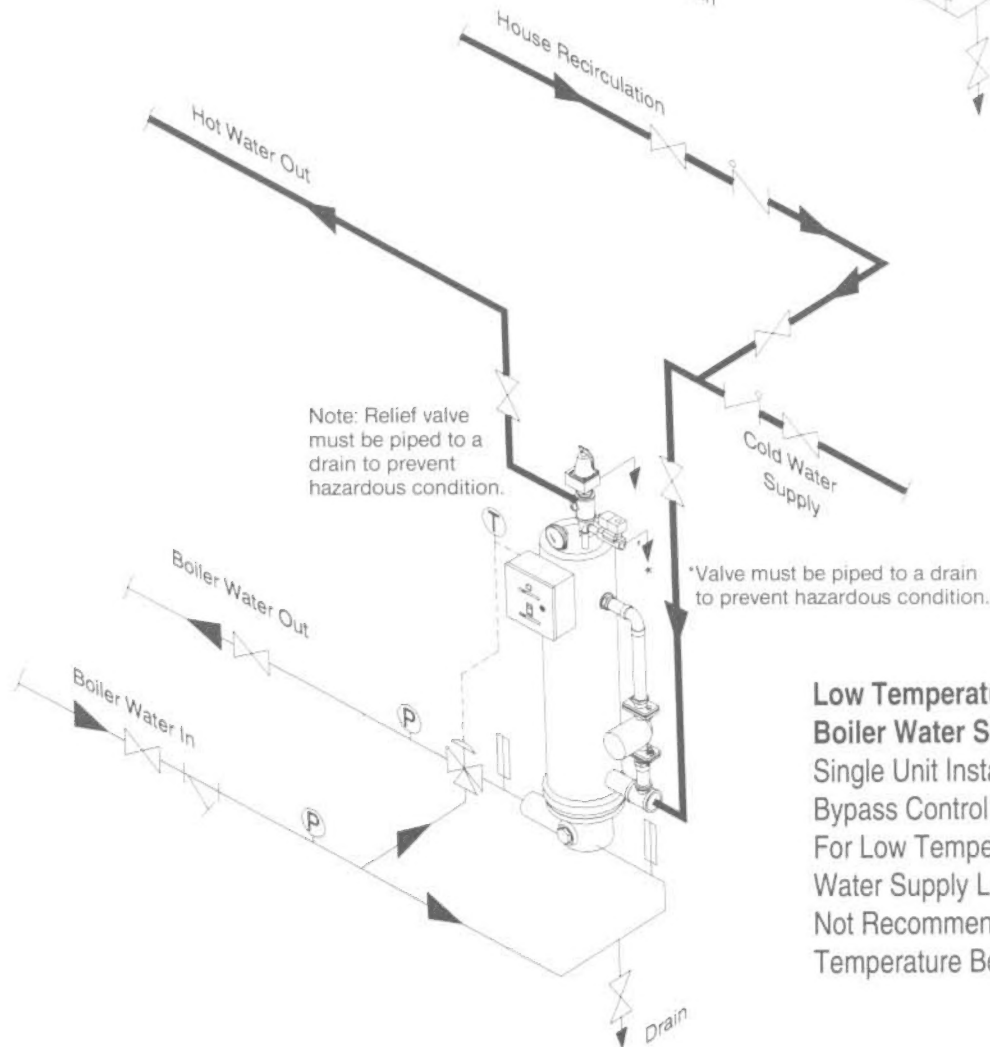 House Recirculation
Hot Water Out
Note: Relief valve
must be piped to a
drain to prevent
hazardous condition.
Cold Water
Supply
T
*
*Valve must be piped to a drain
to prevent hazardous condition.
Boiler Water Out
Boiler Water In
P
P
Low Temperatu
Boiler Water S
Single Unit Insta
Bypass Control
For Low Tempe
Water Supply L
Not Recommen
Temperature Be
Drain